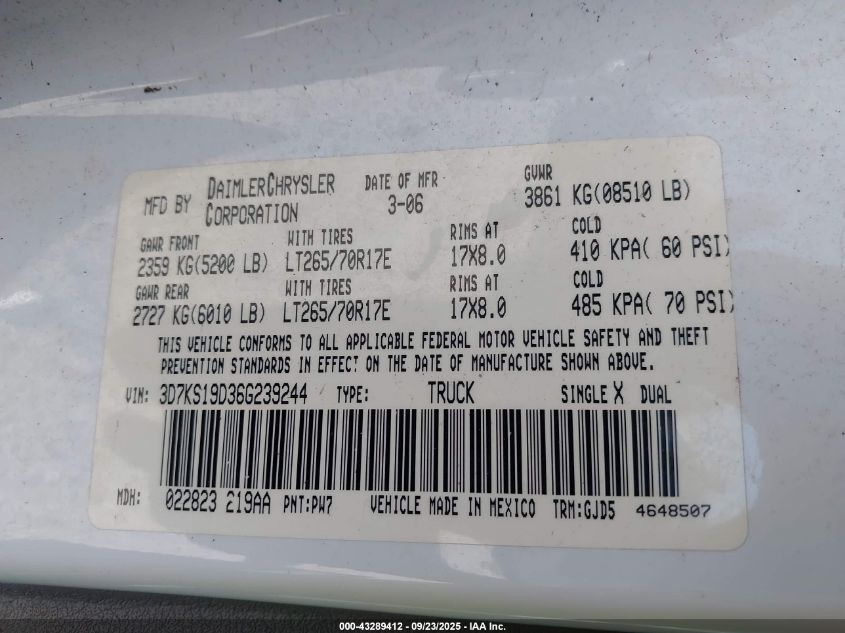 MFD BY DAIMLERCHRYSLER CORPORATION DATE OF MFR 3-06 GVWR 3861 KG(08510 LB)
GAWR FRONT WITH TIRES RIMS AT COLD
2359 KG(5200 LB) LT265/70R17E 17X8.0 410 KPA( 60 PSI)
GAWR REAR WITH TIRES RIMS AT COLD
2727 KG(6010 LB) LT265/70R17E 17X8.0 485 KPA( 70 PSI)
THIS VEHICLE CONFORMS TO ALL APPLICABLE FEDERAL MOTOR VEHICLE SAFETY AND THEFT
PREVENTION STANDARDS IN EFFECT ON THE DATE OF MANUFACTURE SHOWN ABOVE.
VIN: 3D7KS19D36G239244 TYPE: TRUCK SINGLE X DUAL
MDH: 022823 219AA PNT:PW7 VEHICLE MADE IN MEXICO TRM:GJD5 4648507
000-43289412 - 09/23/2025 - IAA Inc.